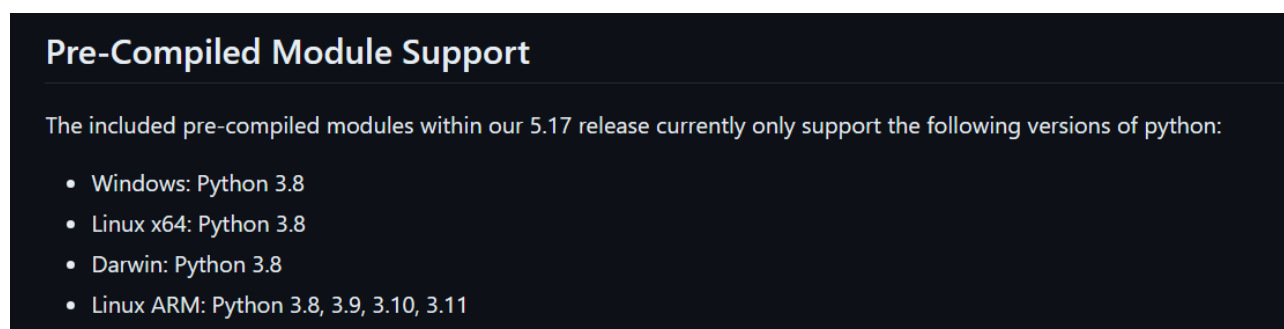 Pre-Compiled Module Support
The included pre-compiled modules within our 5.17 release currently only support the following versions of python:
• Windows: Python 3.8
• Linux x64: Python 3.8
• Darwin: Python 3.8
• Linux ARM: Python 3.8, 3.9, 3.10, 3.11